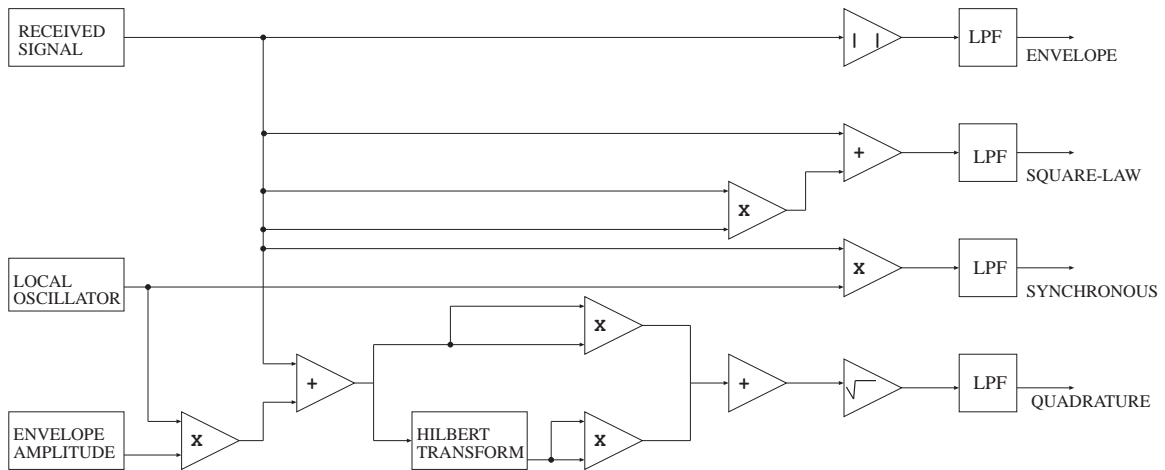 RECEIVED
SIGNAL
| |
LPF
ENVELOPE
+
LPF
SQUARE-LAW
X
LOCAL
OSCILLATOR
X
LPF
SYNCHRONOUS
X
+
+
√
LPF
QUADRATURE
ENVELOPE
AMPLITUDE
X
HILBERT
TRANSFORM
X